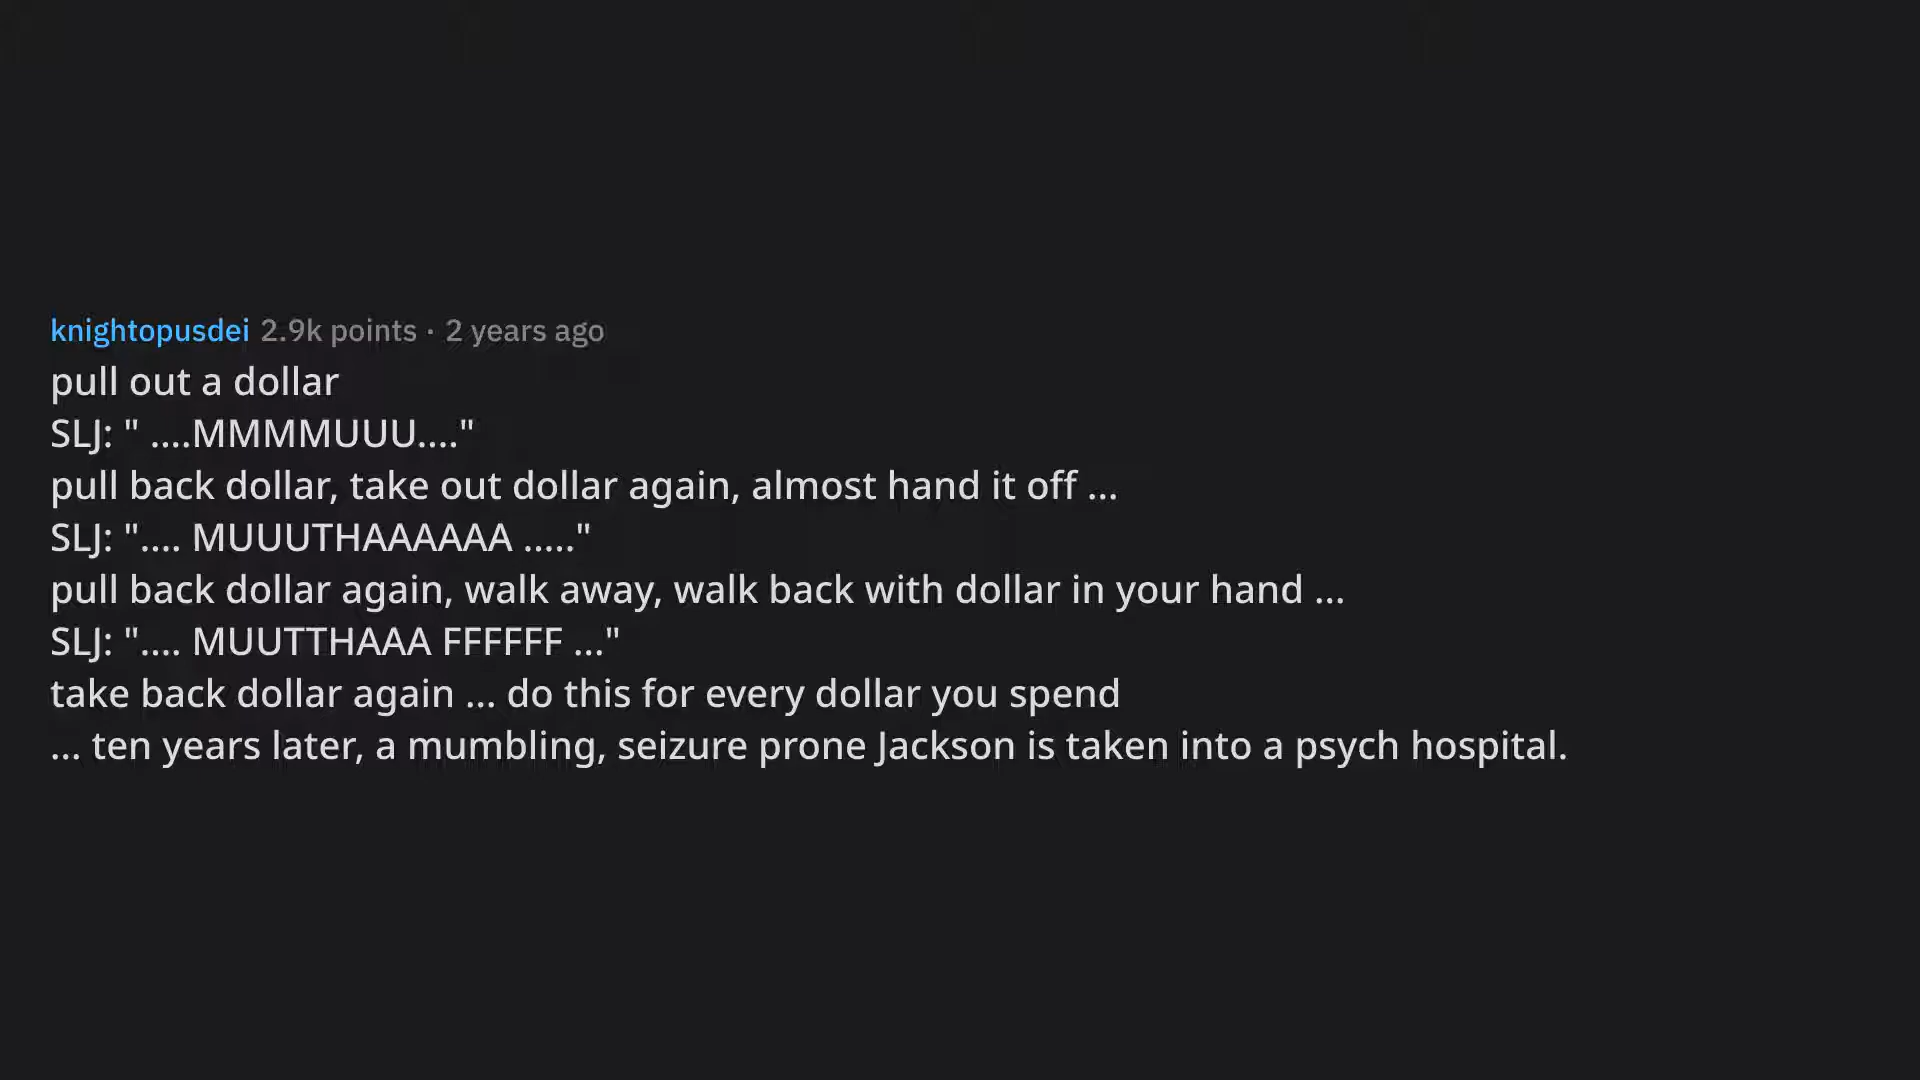 knightopusdei 2.9k points · 2 years ago
pull out a dollar
SLJ: " ....MMMMUUU...."
pull back dollar, take out dollar again, almost hand it off ...
SLJ: ".... MUUUTHAAAAAA ....."
pull back dollar again, walk away, walk back with dollar in your hand ...
SLJ: ".... MUUTTHAAA FFFFFF ..."
take back dollar again ... do this for every dollar you spend
... ten years later, a mumbling, seizure prone Jackson is taken into a psych hospital.